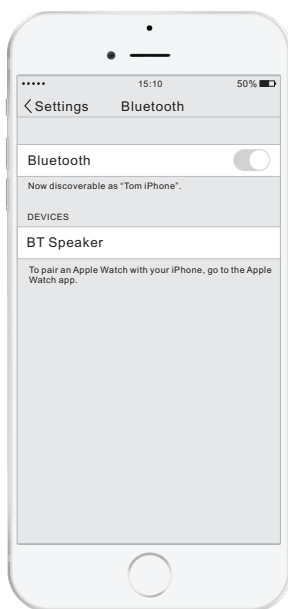 15:10 50%
Settings Bluetooth
Bluetooth
Now discoverable as “Tom iPhone”.
DEVICES
BT Speaker
To pair an Apple Watch with your iPhone, go to the Apple
Watch app.